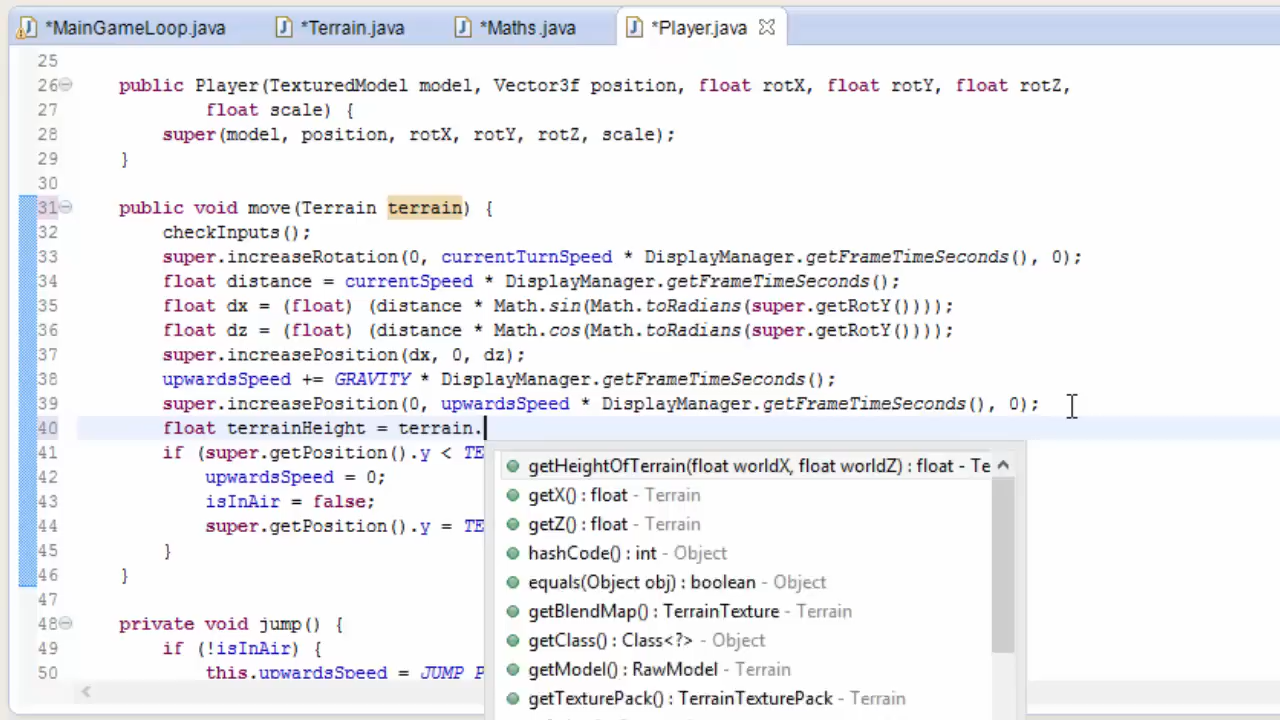 *MainGameLoop.java *Terrain.java *Maths.java *Player.java
25
26 public Player(TexturedModel model, Vector3f position, float rotX, float rotY, float rotZ,
27 float scale) {
28 super(model, position, rotX, rotY, rotZ, scale);
29 }
30
31 public void move(Terrain terrain) {
32 checkInputs();
33 super.increaseRotation(0, currentTurnSpeed * DisplayManager.getFrameTimeSeconds(), 0);
34 float distance = currentSpeed * DisplayManager.getFrameTimeSeconds();
35 float dx = (float) (distance * Math.sin(Math.toRadians(super.getRotY())));
36 float dz = (float) (distance * Math.cos(Math.toRadians(super.getRotY())));
37 super.increasePosition(dx, 0, dz);
38 upwardsSpeed += GRAVITY * DisplayManager.getFrameTimeSeconds();
39 super.increasePosition(0, upwardsSpeed * DisplayManager.getFrameTimeSeconds(), 0);
40 float terrainHeight = terrain.
41 if (super.getPosition().y < TE
42 upwardsSpeed = 0;
43 isInAir = false;
44 super.getPosition().y = TE
45 }
46 }
47
48 private void jump() {
49 if (!isInAir) {
50 this.upwardsSpeed = JUMP P
getHeightOfTerrain(float worldX, float worldZ) : float - Te
getX() : float - Terrain
getZ() : float - Terrain
hashCode() : int - Object
equals(Object obj) : boolean - Object
getBlendMap() : TerrainTexture - Terrain
getClass() : Class<?> - Object
getModel() : RawModel - Terrain
getTexturePack() : TerrainTexturePack - Terrain